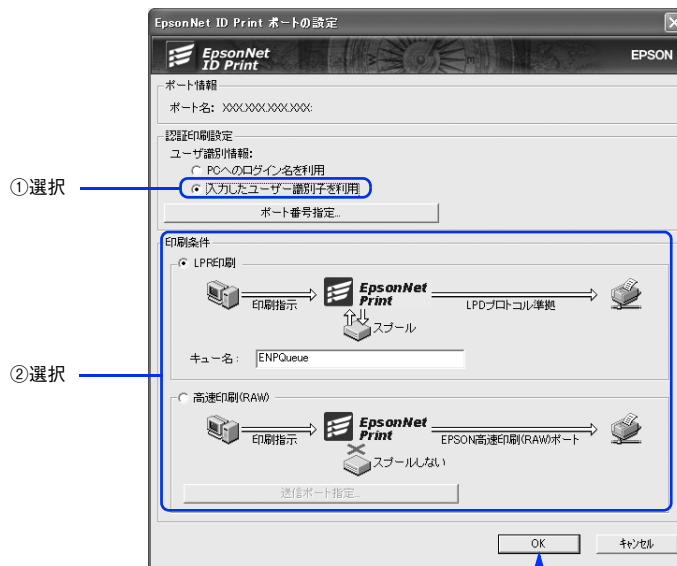 EpsonNet ID Print ポートの設定
EpsonNet
ID Print
EPSON
ポート情報
ポート名: XXX.XXX.XXX.XXX:
認証印刷設定
ユーザ識別情報:
PCへのログイン名を利用
①選択
入力したユーザー識別子を利用
ポート番号指定...
印刷条件
LPR印刷
印刷指示
EpsonNet
Print
LPDプロトコル準拠
スプール
キュー名:
ENPQueue
②選択
高速印刷(RAW)
印刷指示
EpsonNet
Print
EPSON高速印刷(RAW)ポート
スプールしない
送信ポート指定...
OK
キャンセル